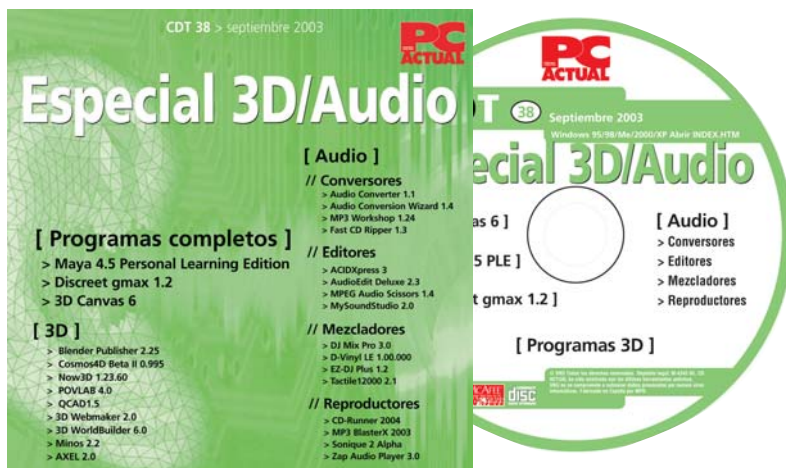 CDT 38 > septiembre 2003
PC
ACTUAL
Especial 3D/Audio
[ Programas completos ]
> Maya 4.5 Personal Learning Edition
> Discreet gmax 1.2
> 3D Canvas 6
[ 3D ]
> Blender Publisher 2.25
> Cosmos4D Beta II 0.995
> Now3D 1.23.60
> POVLAB 4.0
> QCAD1.5
> 3D Webmaker 2.0
> 3D WorldBuilder 6.0
> Minos 2.2
> AXEL 2.0
[ Audio ]
// Conversores
> Audio Converter 1.1
> Audio Conversion Wizard 1.4
> MP3 Workshop 1.24
> Fast CD Ripper 1.3
// Editores
> ACIDXpress 3
> AudioEdit Deluxe 2.3
> MPEG Audio Scissors 1.4
> MySoundStudio 2.0
// Mezcladores
> DJ Mix Pro 3.0
> D-Vinyl LE 1.00.000
> EZ-DJ Plus 1.2
> Tactile12000 2.1
// Reproductores
> CD-Runner 2004
> MP3 BlasterX 2003
> Sonique 2 Alpha
> Zap Audio Player 3.0
PC
ACTUAL
DT 38 Septiembre 2003
Windows 95/98/Me/2000/XP Abrir INDEX.HTM
ecial 3D/Audio
as 6 ]
5 PLE ]
t gmax 1.2 ]
[ Audio ]
> Conversores
> Editores
> Mezcladores
> Reproductores
[ Programas 3D ]
McAFEE
disc